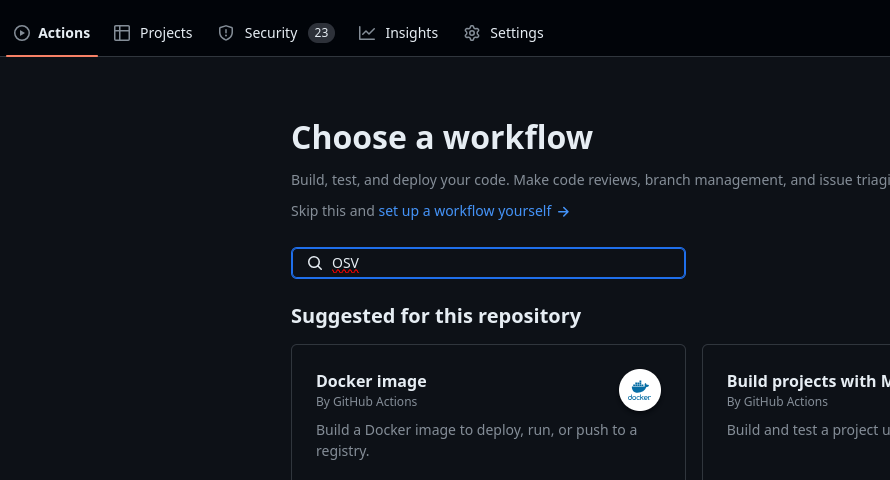 Actions Projects Security 23 Insights Settings
Choose a workflow
Build, test, and deploy your code. Make code reviews, branch management, and issue
Skip this and set up a workflow yourself →
OSV
Suggested for this repository
Docker image
By GitHub Actions
docker
Build a Docker image to deploy, run, or push to a
registry.
Build projects with
By GitHub Actions
Build and test a project